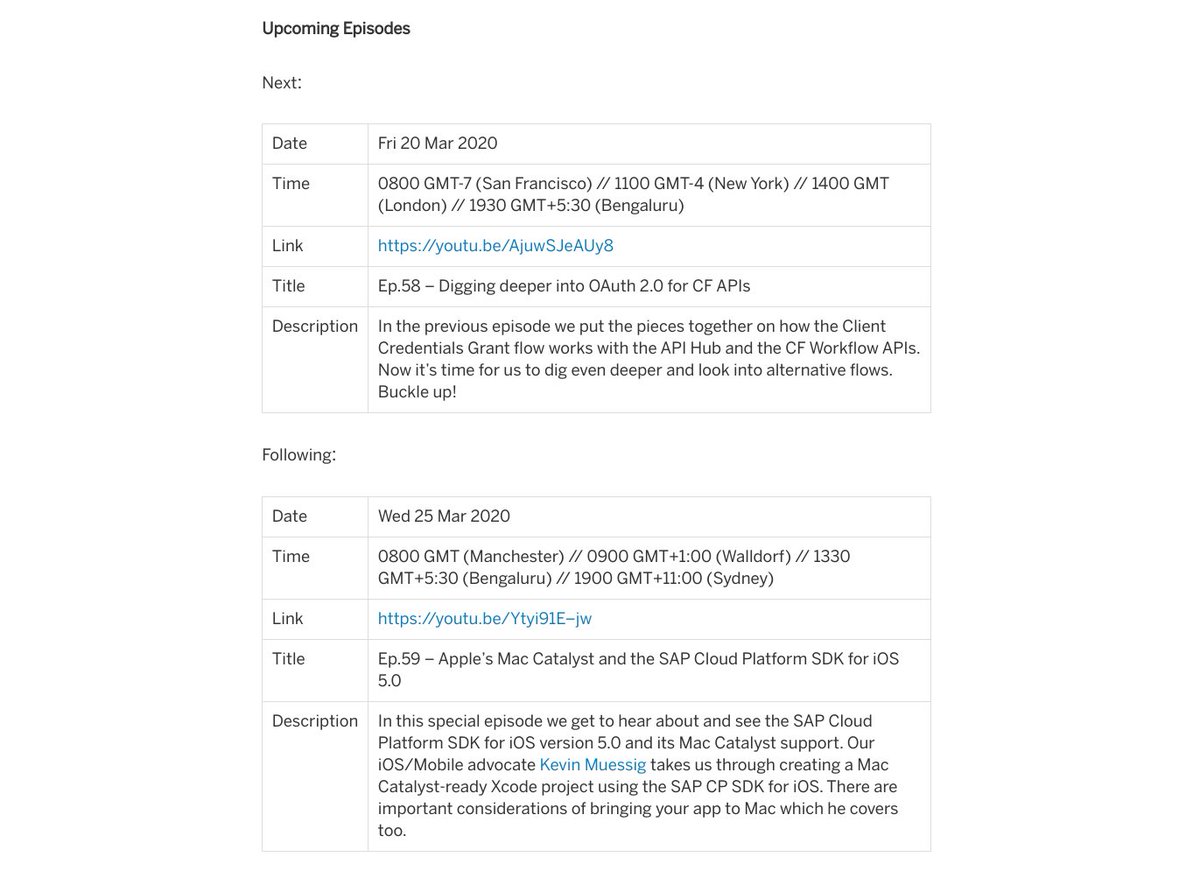 Upcoming Episodes
Next:
Date
Fri 20 Mar 2020
Time
0800 GMT-7 (San Francisco) // 1100 GMT-4 (New York) // 1400 GMT
(London) // 1930 GMT+5:30 (Bengaluru)
Link
https://youtu.be/AjuwSJeAUy8
Title
Ep.58 – Digging deeper into OAuth 2.0 for CF APIs
Description
In the previous episode we put the pieces together on how the Client
Credentials Grant flow works with the API Hub and the CF Workflow APIs.
Now it's time for us to dig even deeper and look into alternative flows.
Buckle up!
Following:
Date
Wed 25 Mar 2020
Time
0800 GMT (Manchester) // 0900 GMT+1:00 (Walldorf) // 1330
GMT+5:30 (Bengaluru) // 1900 GMT+11:00 (Sydney)
Link
https://youtu.be/Ytyi91E–jw
Title
Ep.59 – Apple's Mac Catalyst and the SAP Cloud Platform SDK for iOS
5.0
Description
In this special episode we get to hear about and see the SAP Cloud
Platform SDK for iOS version 5.0 and its Mac Catalyst support. Our
iOS/Mobile advocate Kevin Muessig takes us through creating a Mac
Catalyst-ready Xcode project using the SAP CP SDK for iOS. There are
important considerations of bringing your app to Mac which he covers
too.